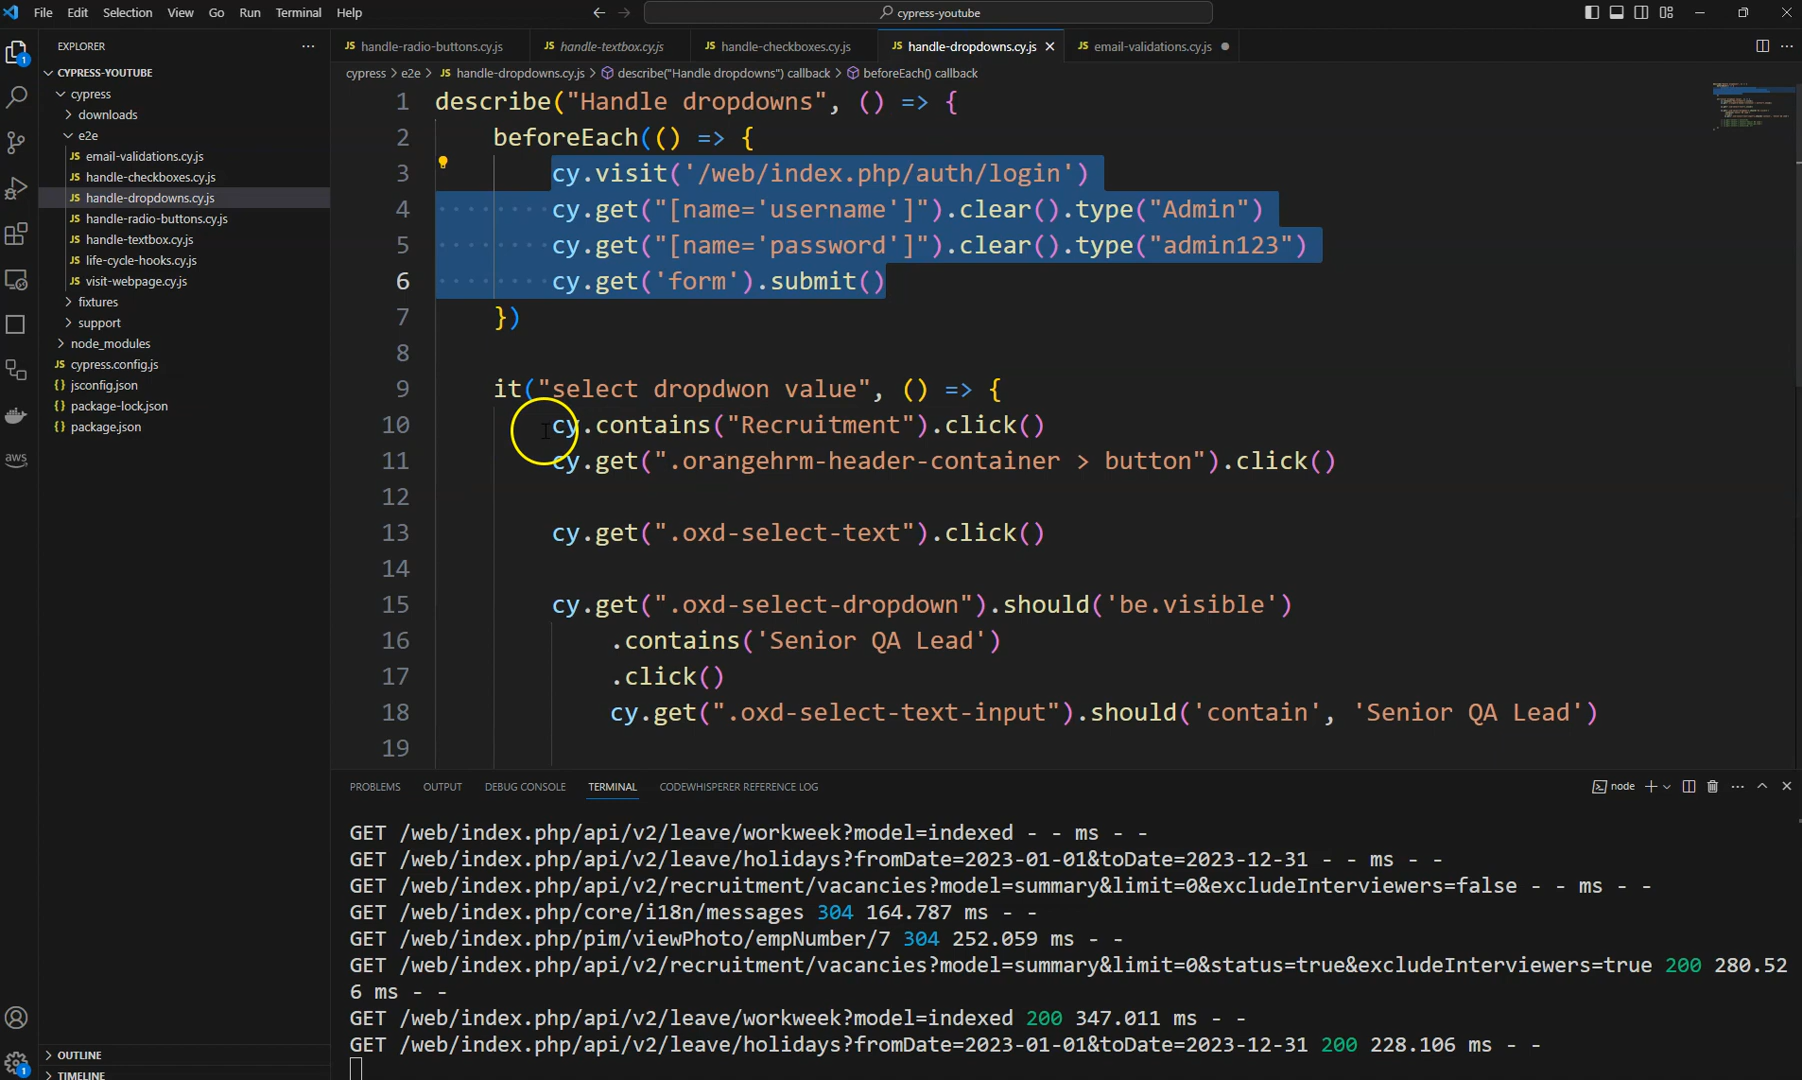 File Edit Selection View Go Run Terminal Help
cypress-youtube
EXPLORER
CYPRESS-YOUTUBE
cypress
downloads
e2e
JS email-validations.cy.js
JS handle-checkboxes.cy.js
JS handle-dropdowns.cy.js
JS handle-radio-buttons.cy.js
JS handle-textbox.cy.js
JS life-cycle-hooks.cy.js
JS visit-webpage.cy.js
fixtures
support
node_modules
JS cypress.config.js
{} jsconfig.json
{} package-lock.json
{} package.json
aws
OUTLINE
TIMELINE
1
1
JS handle-radio-buttons.cy.js JS handle-textbox.cy.js JS handle-checkboxes.cy.js JS handle-dropdowns.cy.js JS email-validations.cy.js
cypress > e2e > JS handle-dropdowns.cy.js > describe("Handle dropdowns") callback > beforeEach() callback
1 describe("Handle dropdowns", () => {
2 beforeEach(() => {
3 cy.visit('/web/index.php/auth/login')
4 cy.get("[name='username']").clear().type("Admin")
5 cy.get("[name='password']").clear().type("admin123")
6 cy.get('form').submit()
7 })
8
9 it("select dropdwon value", () => {
10 cy.contains("Recruitment").click()
11 cy.get(".orangehrm-header-container > button").click()
12
13 cy.get(".oxd-select-text").click()
14
15 cy.get(".oxd-select-dropdown").should('be.visible')
16 .contains('Senior QA Lead')
17 .click()
18 cy.get(".oxd-select-text-input").should('contain', 'Senior QA Lead')
19
PROBLEMS OUTPUT DEBUG CONSOLE TERMINAL CODEWHISPERER REFERENCE LOG node
GET /web/index.php/api/v2/leave/workweek?model=indexed - - ms - -
GET /web/index.php/api/v2/leave/holidays?fromDate=2023-01-01&toDate=2023-12-31 - - ms - -
GET /web/index.php/api/v2/recruitment/vacancies?model=summary&limit=0&excludeInterviewers=false - - ms - -
GET /web/index.php/core/i18n/messages 304 164.787 ms - -
GET /web/index.php/pim/viewPhoto/empNumber/7 304 252.059 ms - -
GET /web/index.php/api/v2/recruitment/vacancies?model=summary&limit=0&status=true&excludeInterviewers=true 200 280.52
6 ms - -
GET /web/index.php/api/v2/leave/workweek?model=indexed 200 347.011 ms - -
GET /web/index.php/api/v2/leave/holidays?fromDate=2023-01-01&toDate=2023-12-31 200 228.106 ms - -